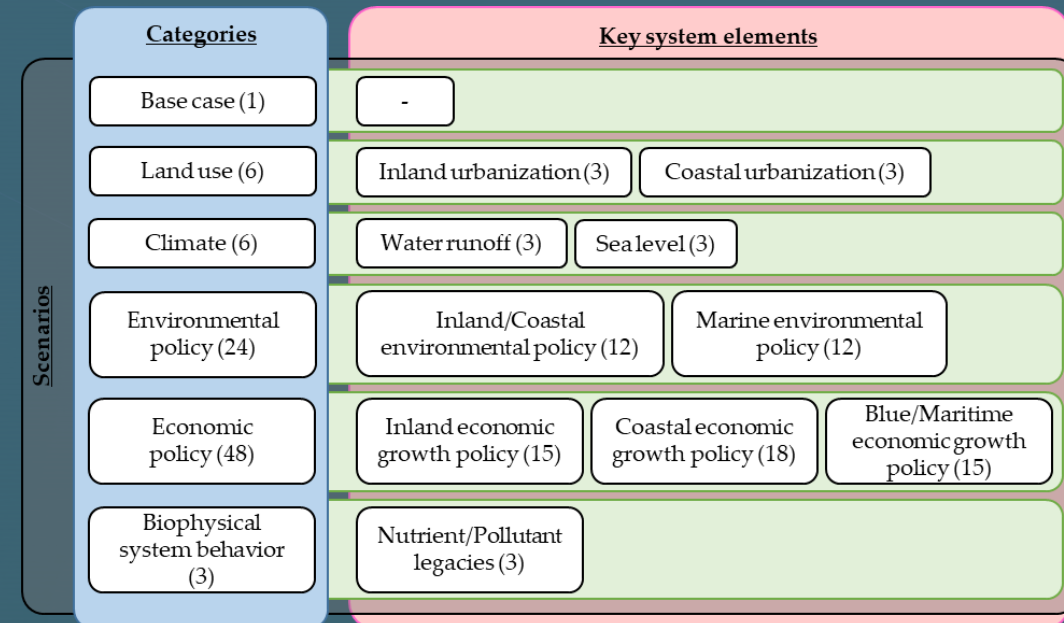 Categories
Key system elements
Scenarios
Base case (1)
-
Land use (6)
Inland urbanization (3)
Coastal urbanization (3)
Climate (6)
Water runoff (3)
Sea level (3)
Environmental
policy (24)
Inland/Coastal
environmental policy (12)
Marine environmental
policy (12)
Economic
policy (48)
Inland economic
growth policy (15)
Coastal economic
growth policy (18)
Blue/Maritime
economic growth
policy (15)
Biophysical
system behavior
(3)
Nutrient/Pollutant
legacies (3)